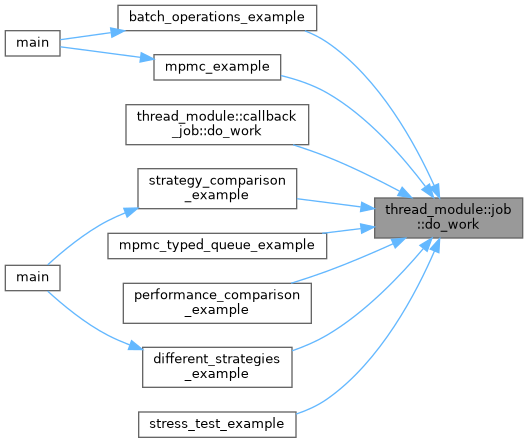 batch_operations_example
main
mpmc_example
thread_module::callback
_job::do_work
strategy_comparison
_example
thread_module::job
::do_work
mpmc_typed_queue_example
main
performance_comparison
_example
different_strategies
_example
stress_test_example